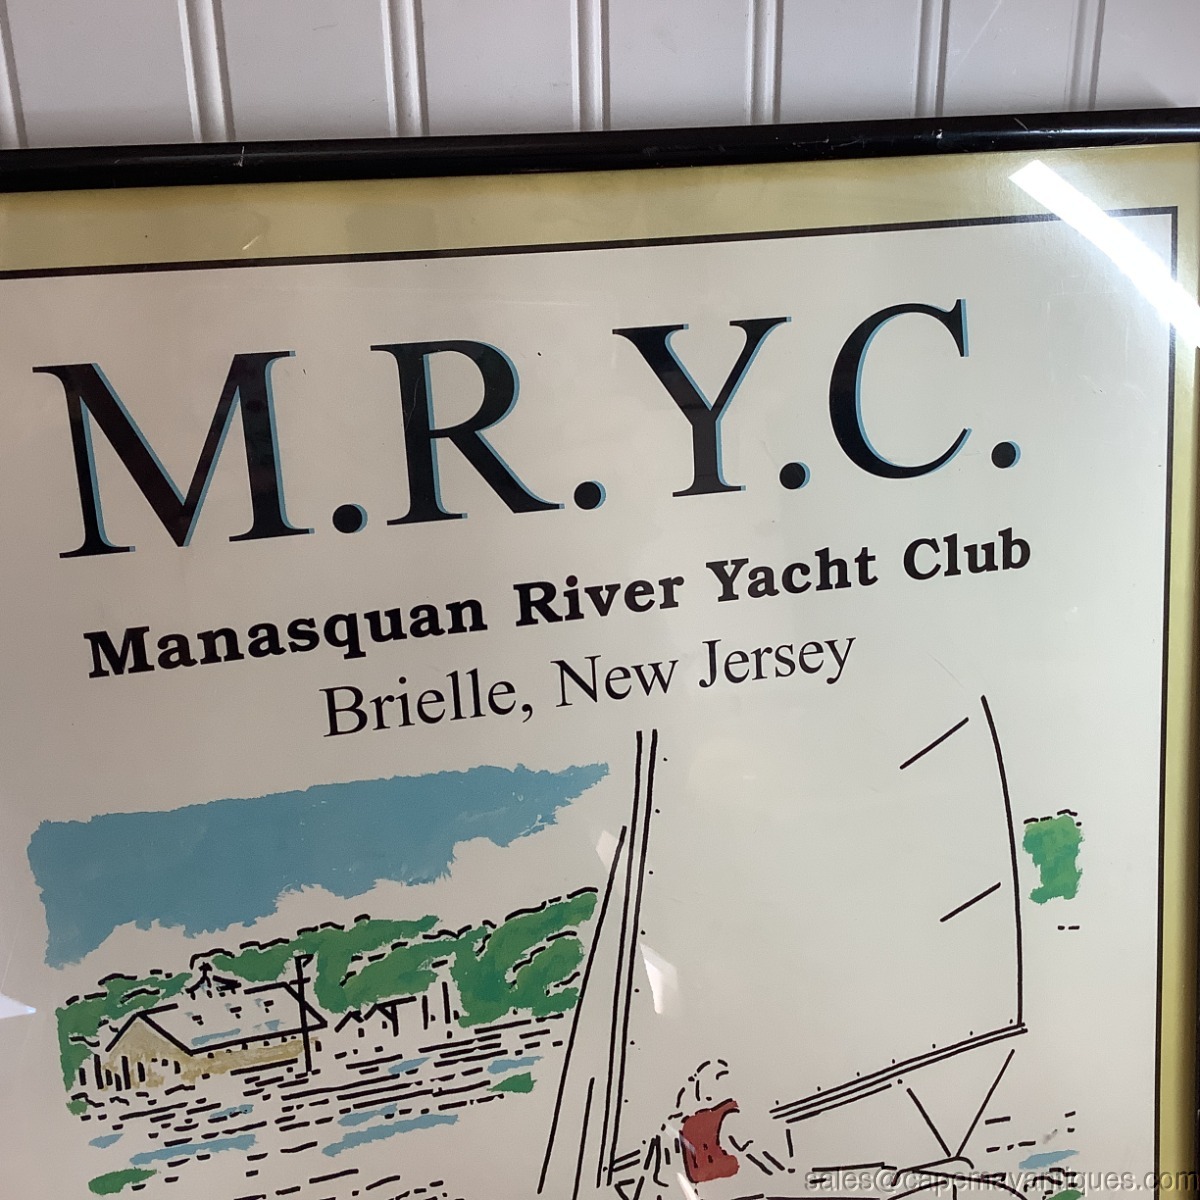 M.R.Y.C.
Manasquan River Yacht Club
Brielle, New Jersey
sales@capemayantiques.com